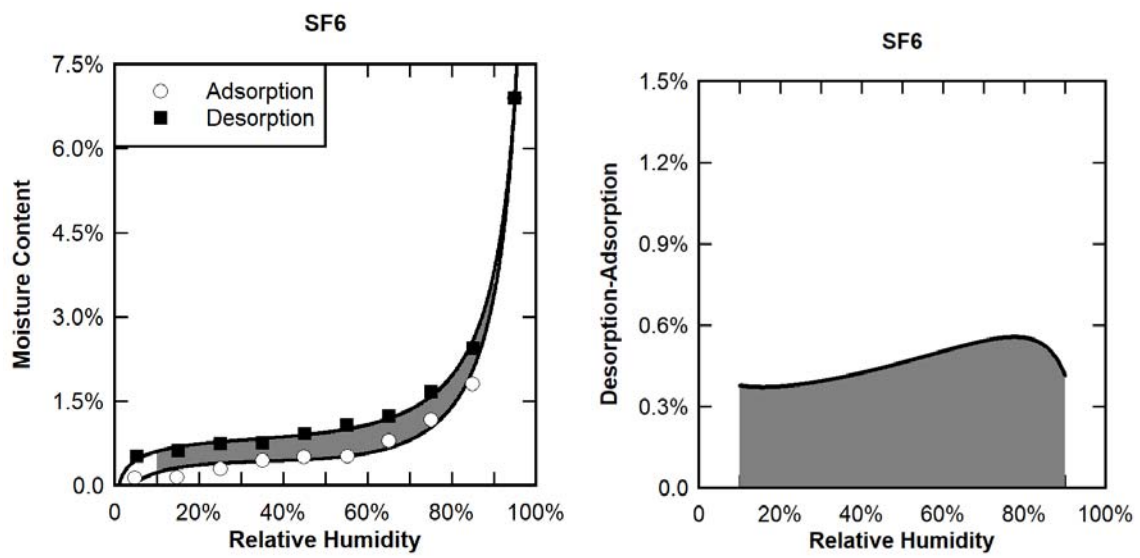 SF6
7.5%
6.0%
4.5%
3.0%
1.5%
0.0
Moisture Content
Adsorption
Desorption
0 20% 40% 60% 80% 100%
Relative Humidity
SF6
1.5%
1.2%
0.9%
0.6%
0.3%
0.0
Desorption-Adsorption
0 20% 40% 60% 80% 100%
Relative Humidity